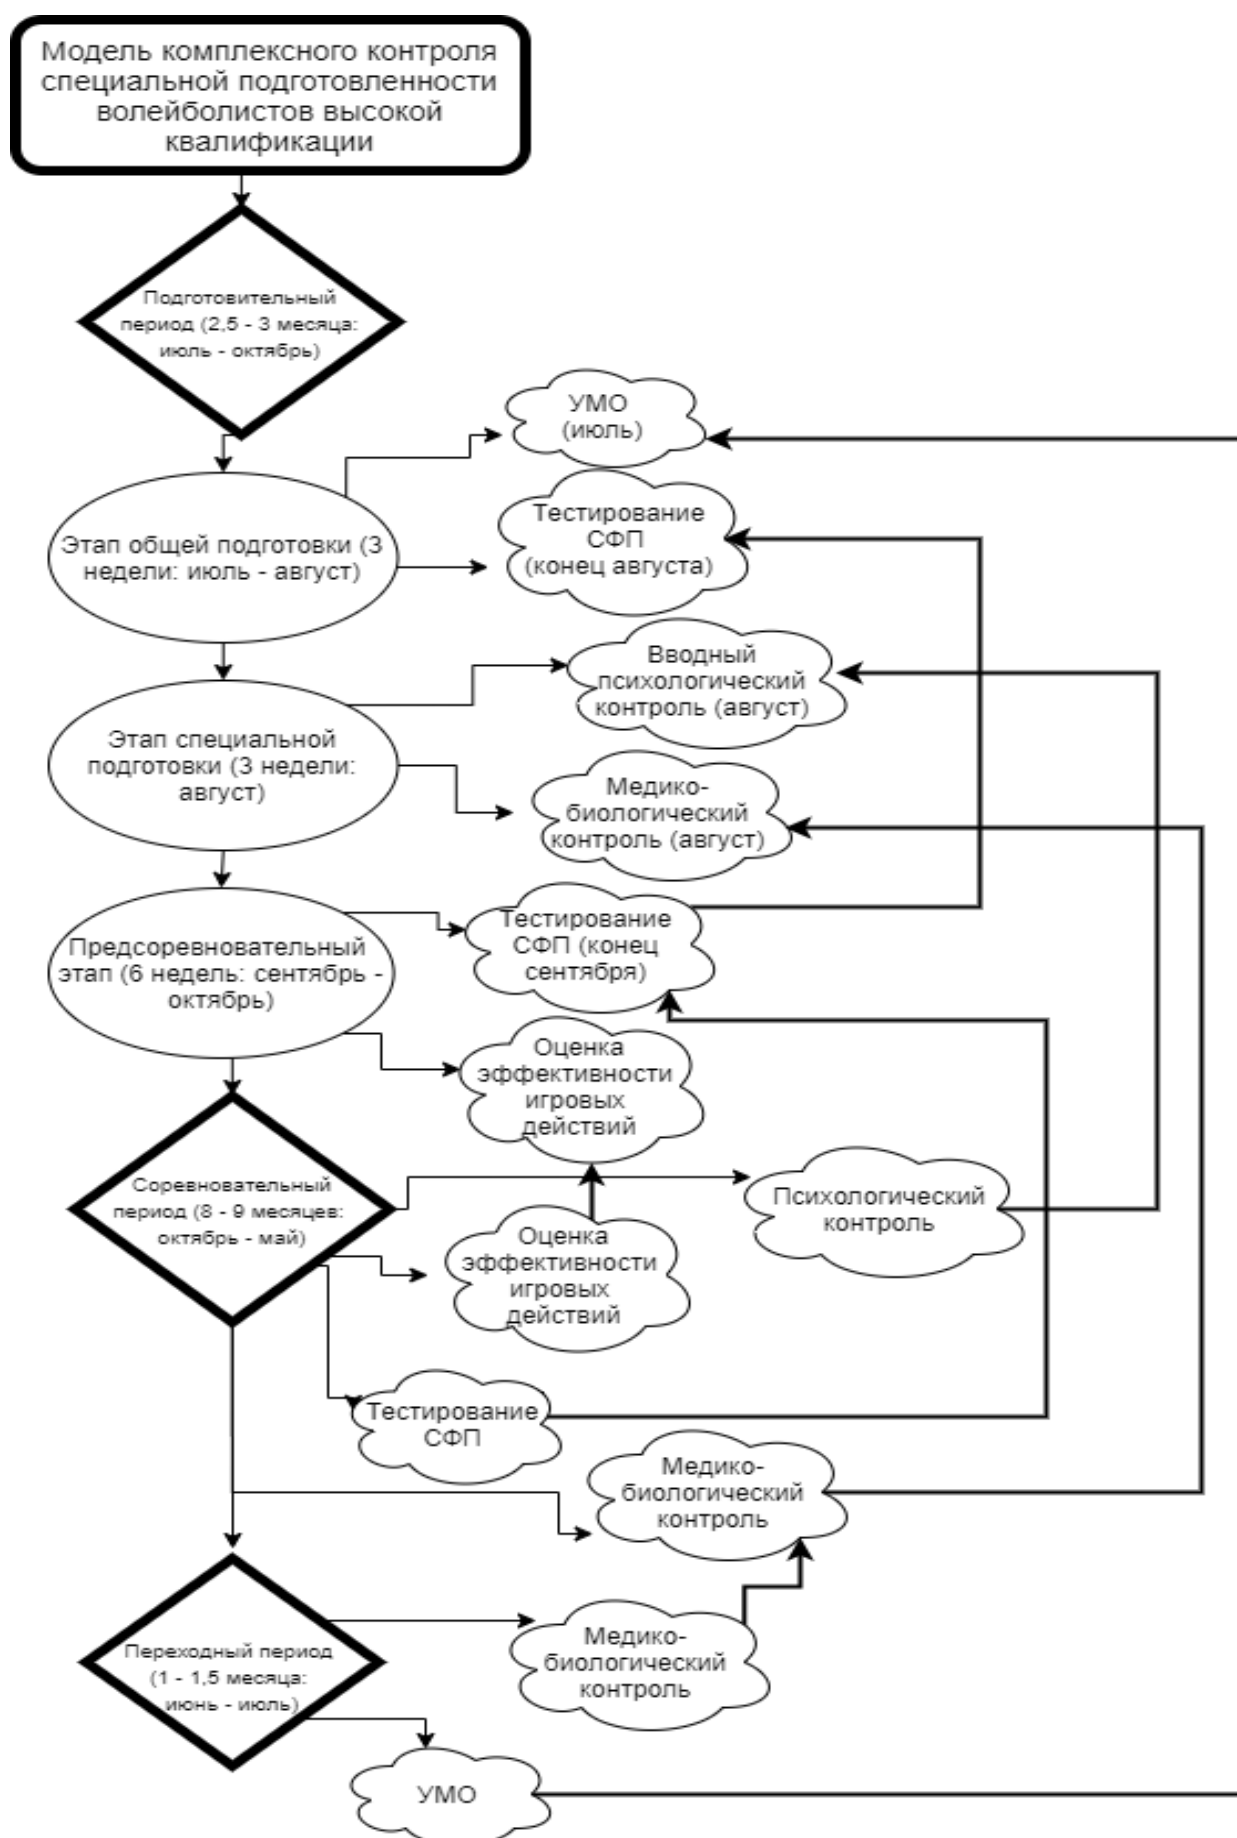 Модель комплексного контроля
специальной подготовленности
волейболистов высокой
квалификации
Подготовительный
период (2,5 - 3 месяца:
июль - октябрь)
УМО
(июль)
Этап общей подготовки (3
недели: июль - август)
Тестирование
СФП
(конец августа)
Вводный
психологический
контроль (август)
Этап специальной
подготовки (3 недели:
август)
Медико-
биологический
контроль (август)
Предсоревновательный
этап (6 недель: сентябрь -
октябрь)
Тестирование
СФП (конец
сентября)
Оценка
эффективности
игровых
действий
Соревновательный
период (8 - 9 месяцев:
октябрь - май)
Психологический
контроль
Оценка
эффективности
игровых
действий
Тестирование
СФП
Медико-
биологический
контроль
Переходный период
(1 - 1,5 месяца:
июнь - июль)
Медико-
биологический
контроль
УМО